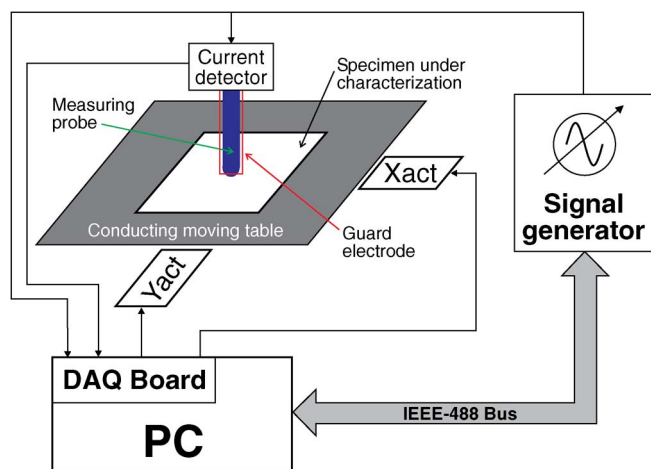 Current
detector
Specimen under
characterization
Measuring
probe
Xact
Signal
generator
Conducting moving table
Guard
electrode
Yact
DAQ Board
PC
IEEE-488 Bus